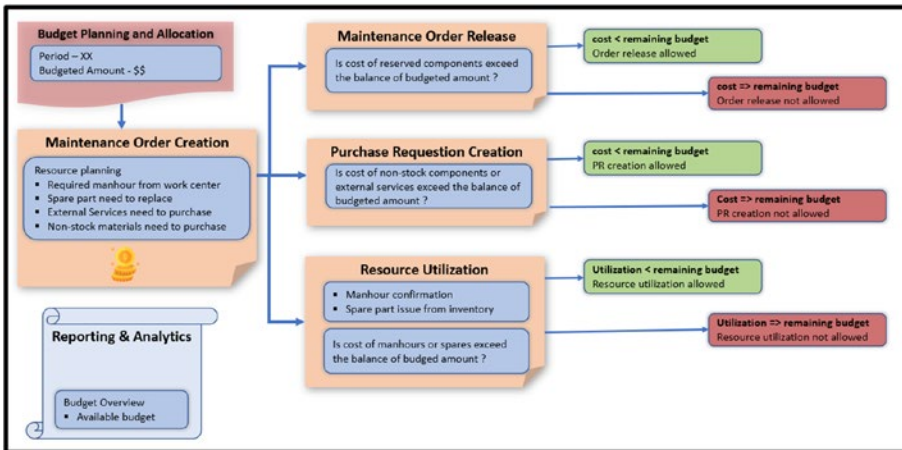 Budget Planning and Allocation
Period – XX
Budgeted Amount - $$
Maintenance Order Creation
Resource planning
▪ Required manhour from work center
▪ Spare part need to replace
▪ External Services need to purchase
▪ Non-stock materials need to purchase
Reporting & Analytics
Budget Overview
▪ Available budget
Maintenance Order Release
Is cost of reserved components exceed
the balance of budgeted amount ?
cost < remaining budget
Order release allowed
cost => remaining budget
Order release not allowed
Purchase Requestion Creation
Is cost of non-stock components or
external services exceed the balance of
budgeted amount ?
cost < remaining budget
PR creation allowed
Cost => remaining budget
PR creation not allowed
Resource Utilization
▪ Manhour confirmation
▪ Spare part issue from inventory
Is cost of manhours or spares exceed
the balance of budged amount ?
Utilization < remaining budget
Resource utilization allowed
Utilization => remaining budget
Resource utilization not allowed